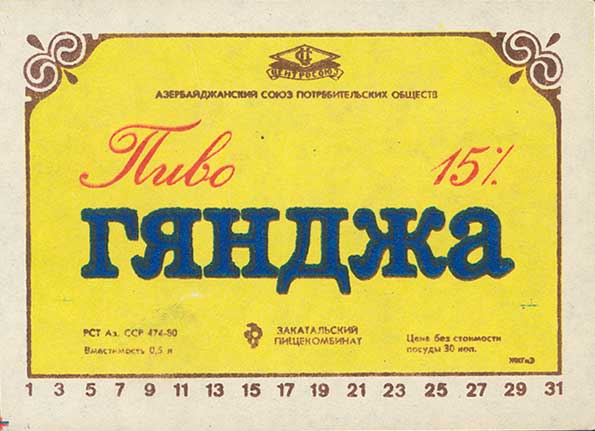 ЦЕНТРОСОЮЗ
АЗЕРБАЙДЖАНСКИЙ СОЮЗ ПОТРЕБИТЕЛЬСКИХ ОБЩЕСТВ
Пиво 15%
ГЯНДЖА
РСТ Аз. ССР 474-80
Вместимость 0,5 л
ЗАКАТАЛЬСКИЙ
ПИЩЕКОМБИНАТ
Цена без стоимости
посуды 30 коп.
1 3 5 7 9 11 13 15 17 19 21 23 25 27 29 31